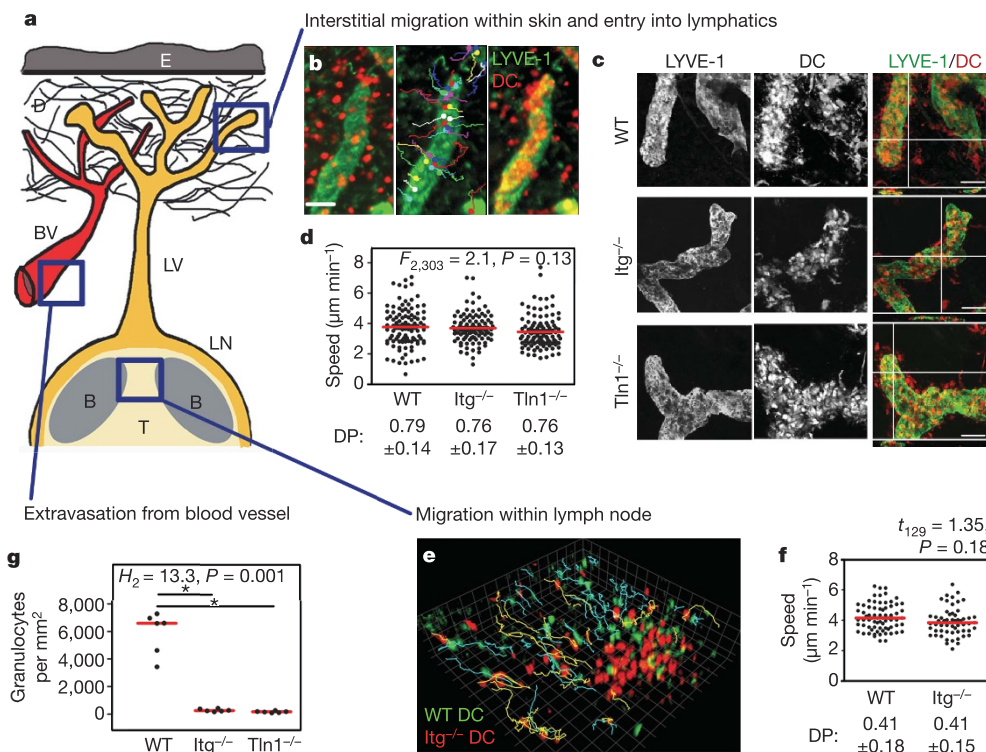 Interstitial migration within skin and entry into lymphatics
a
E
D
BV
LV
LN
B
B
T
Extravasation from blood vessel
Migration within lymph node
b
LYVE-1
DC
c
LYVE-1
DC
LYVE-1/DC
WT
Itg–/–
Tln1–/–
d
F2,303 = 2.1, P = 0.13
Speed (µm min–1)
8
6
4
2
0
WT Itg–/– Tln1–/–
DP: 0.79 0.76 0.76
±0.14 ±0.17 ±0.13
g
H2 = 13.3, P = 0.001
*
*
Granulocytes
per mm2
8,000
6,000
4,000
2,000
0
WT Itg–/– Tln1–/–
e
WT DC
Itg–/– DC
f
t129 = 1.35,
P = 0.18
Speed
(µm min–1)
8
6
4
2
0
WT Itg–/–
DP: 0.41 0.41
±0.18 ±0.15